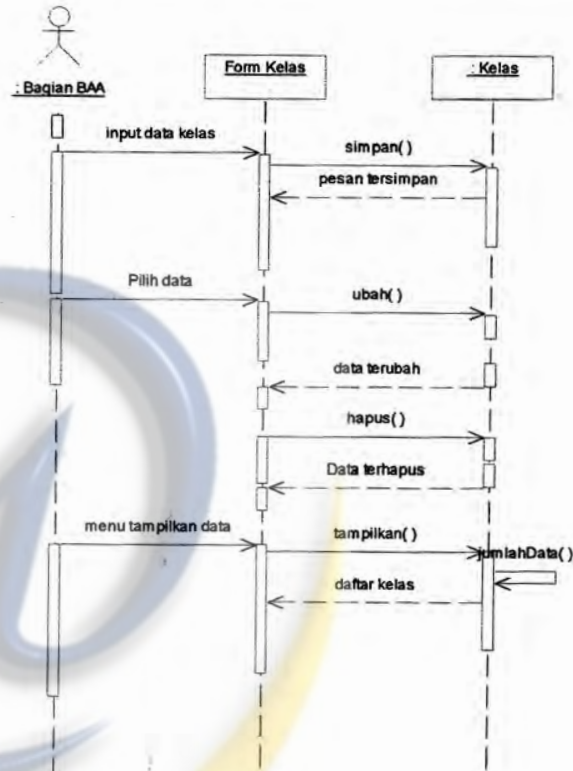 : Bagian BAA
Form Kelas
: Kelas
input data kelas
simpan( )
pesan tersimpan
Pilih data
ubah( )
data terubah
hapus( )
Data terhapus
menu tampilkan data
tampilkan( )
jumlahData( )
daftar kelas